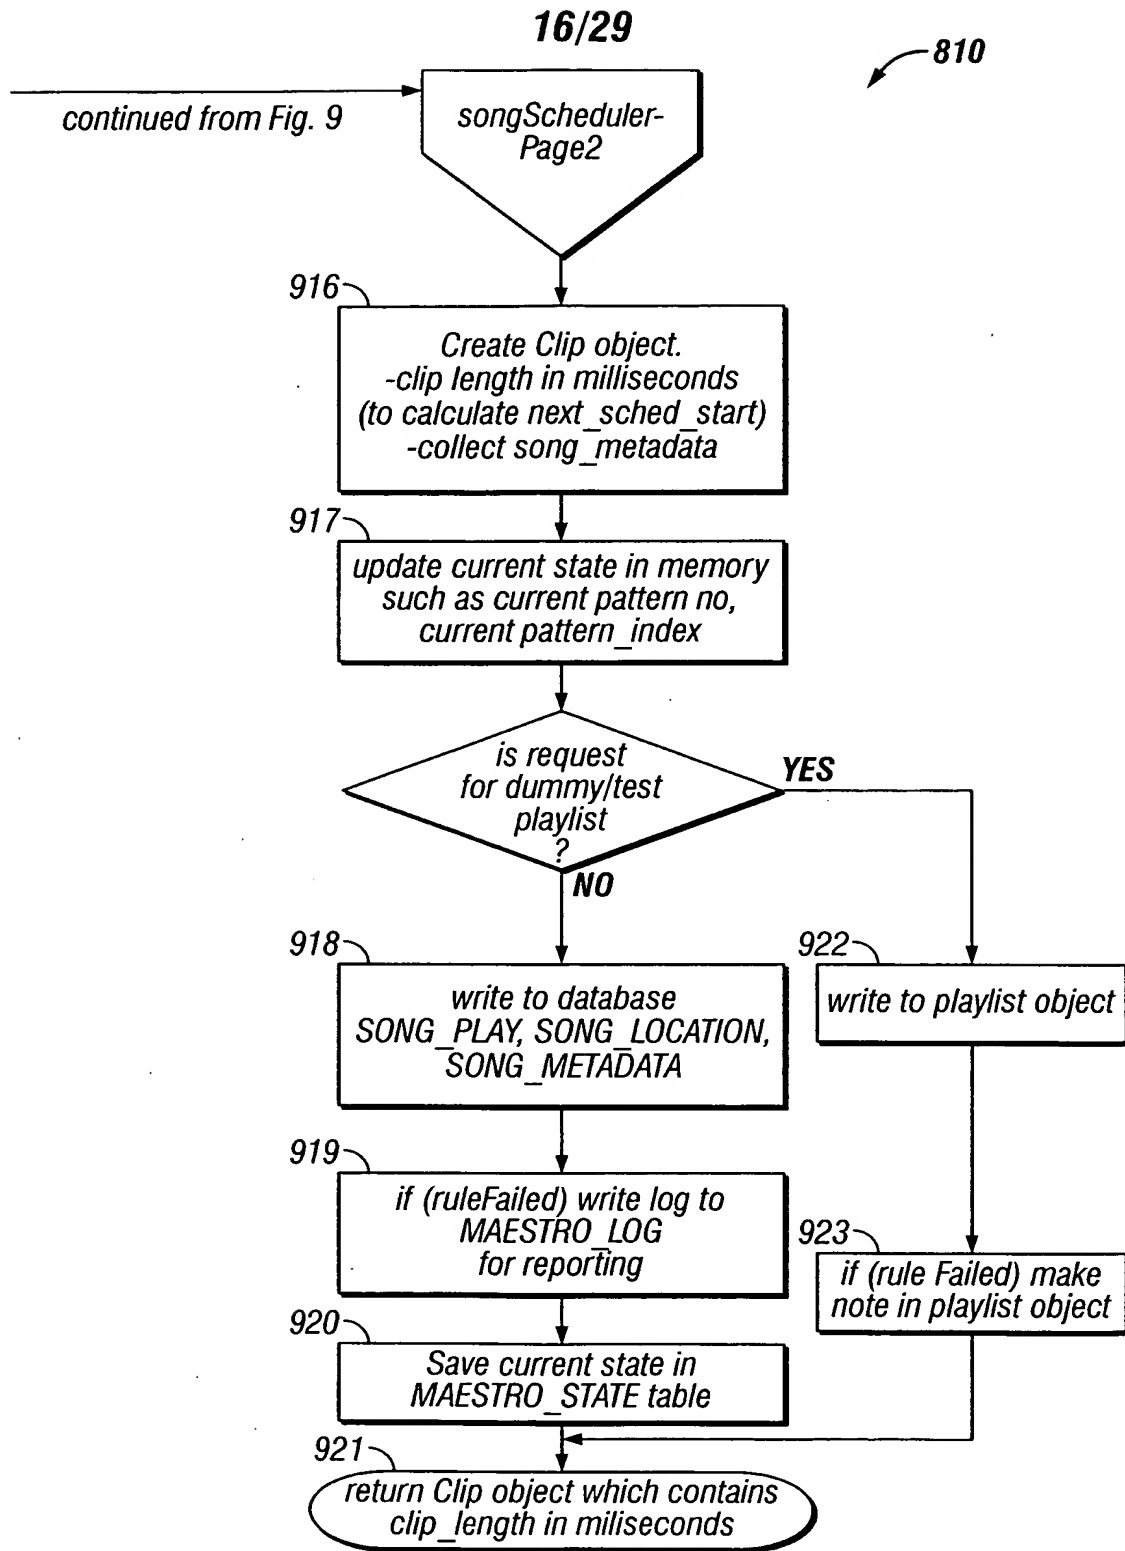 16/29
810
continued from Fig. 9
songScheduler-
Page2
916
Create Clip object.
-clip length in milliseconds
(to calculate next_sched_start)
-collect song_metadata
917
update current state in memory
such as current pattern no,
current pattern_index
is request
for dummy/test
playlist
?
YES
NO
918
write to database
SONG_PLAY, SONG_LOCATION,
SONG_METADATA
922
write to playlist object
919
if (ruleFailed) write log to
MAESTRO_LOG
for reporting
923
if (rule Failed) make
note in playlist object
920
Save current state in
MAESTRO_STATE table
921
return Clip object which contains
clip_length in miliseconds